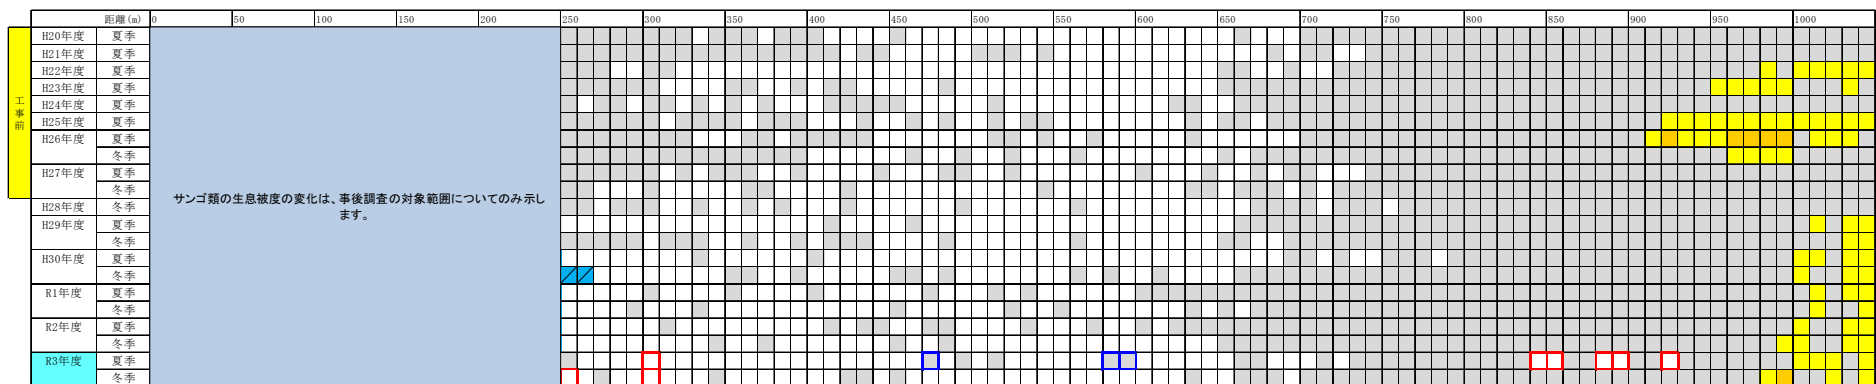 距離(m) 0 50 100 150 200 250 300 350 400 450 500 550 600 650 700 750 800 850 900 950 1000
工事前
H20年度 夏季
H21年度 夏季
H22年度 夏季
H23年度 夏季
H24年度 夏季
H25年度 夏季
H26年度 夏季
冬季
H27年度 夏季
冬季
サンゴ類の生息被度の変化は、事後調査の対象範囲についてのみ示し
ます。
H28年度 冬季
H29年度 夏季
冬季
H30年度 夏季
冬季
R1年度 夏季
冬季
R2年度 夏季
冬季
R3年度 夏季
冬季